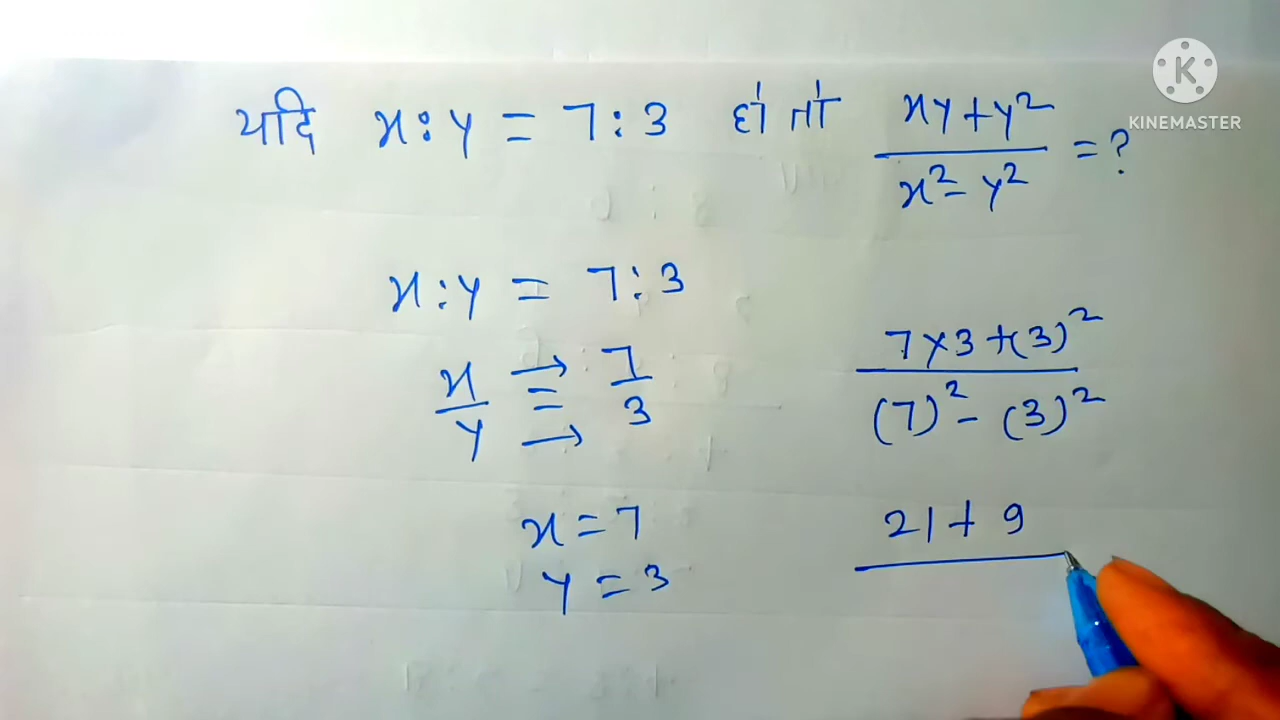 यदि x:y = 7:3 हो तो xy+y²/x²-y² = ?
x:y = 7:3
x/y = 7/3
x = 7
y = 3
7×3+(3)²/(7)²-(3)²
21+9
K
KINEMASTER